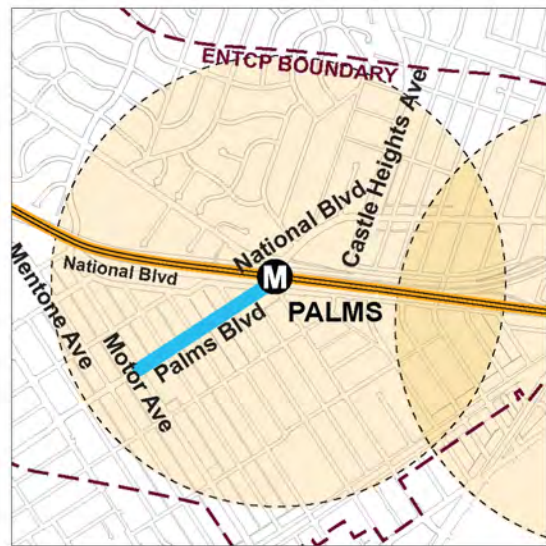 ENTCP BOUNDARY
Castle Heights Ave
National Blvd
National Blvd
M
PALMS
Palms Blvd
Mentone Ave
Motor Ave